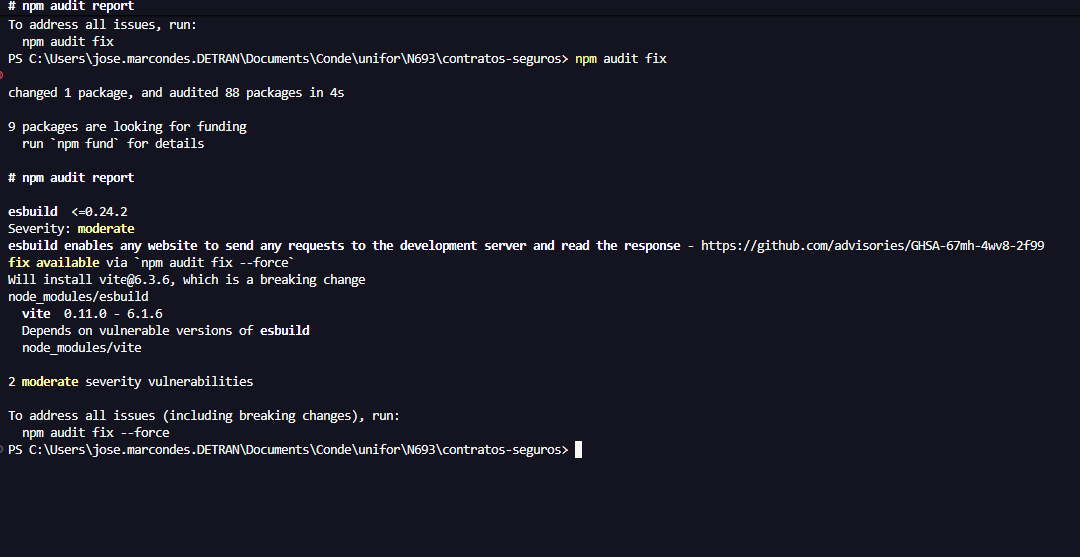 # npm audit report
To address all issues, run:
  npm audit fix
PS C:\Users\jose.marcondes.DETRAN\Documents\Conde\unifor\N693\contratos-seguros> npm audit fix
changed 1 package, and audited 88 packages in 4s
9 packages are looking for funding
  run `npm fund` for details
# npm audit report
esbuild  <=0.24.2
Severity: moderate
esbuild enables any website to send any requests to the development server and read the response - https://github.com/advisories/GHSA-67mh-4wv8-2f99
fix available via `npm audit fix --force`
Will install vite@6.3.6, which is a breaking change
node_modules/esbuild
  vite  0.11.0 - 6.1.6
  Depends on vulnerable versions of esbuild
  node_modules/vite
2 moderate severity vulnerabilities
To address all issues (including breaking changes), run:
  npm audit fix --force
PS C:\Users\jose.marcondes.DETRAN\Documents\Conde\unifor\N693\contratos-seguros>